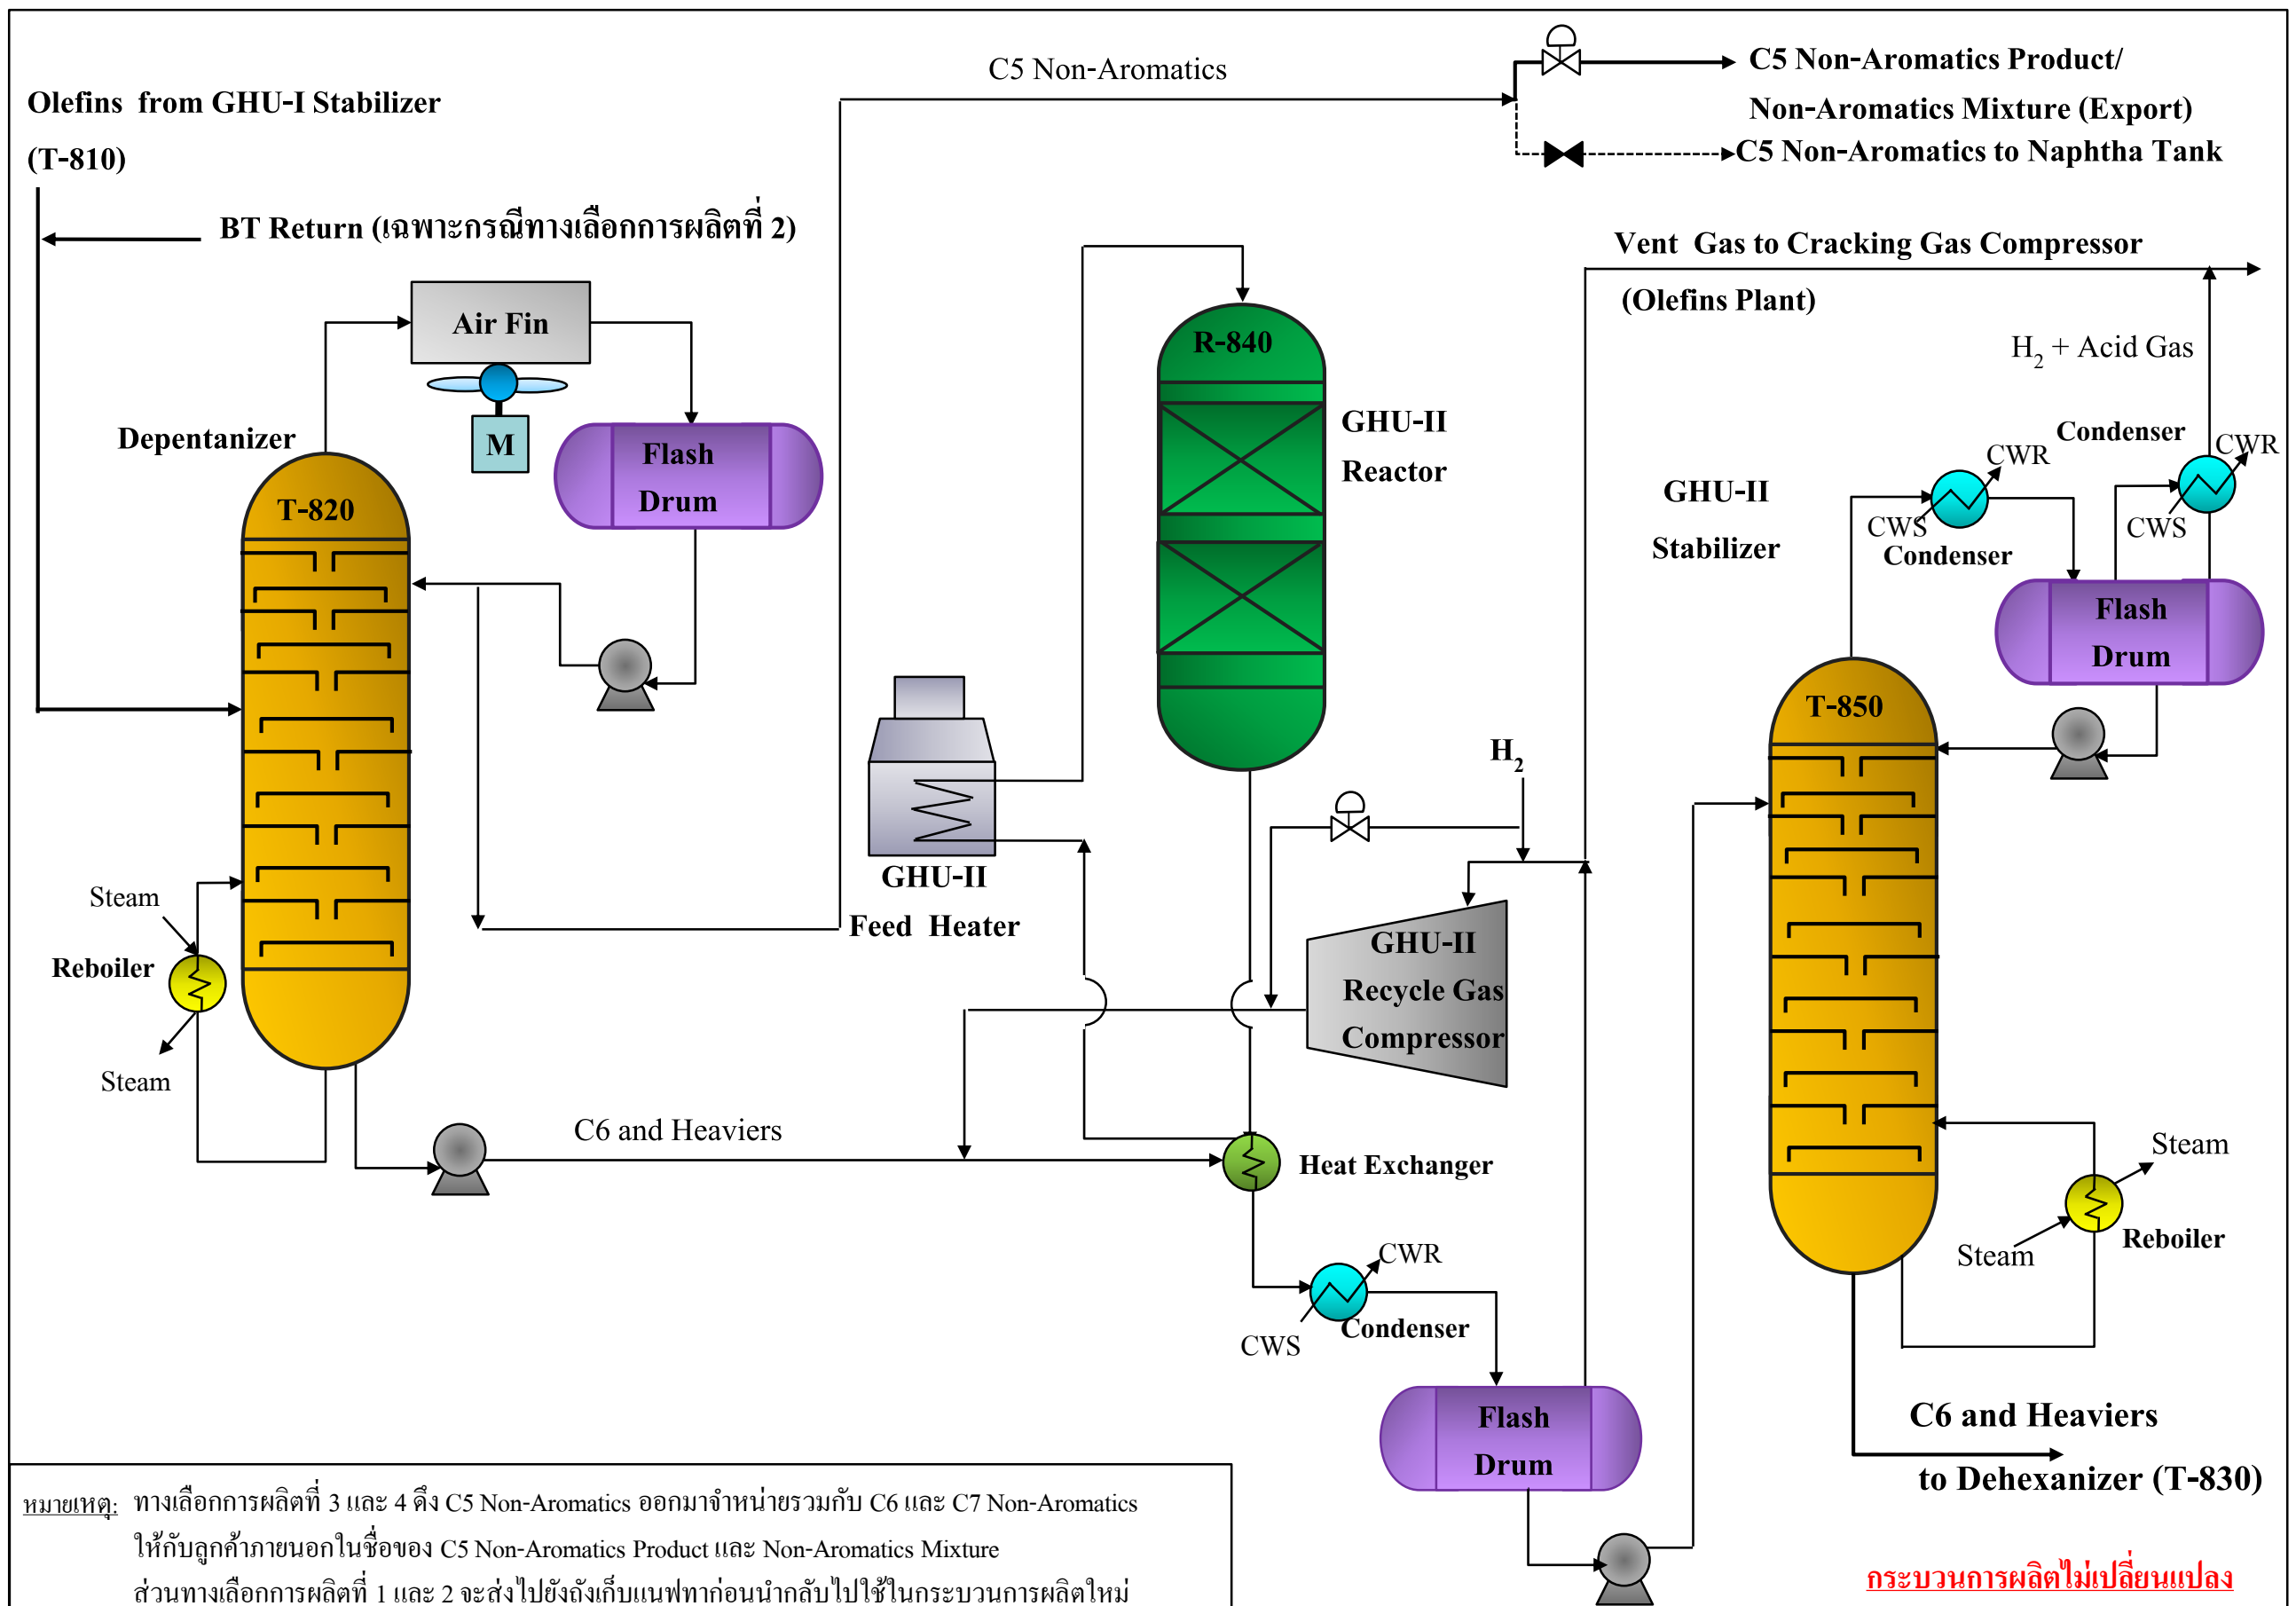 C5 Non-Aromatics
C5 Non-Aromatics Product/
Non-Aromatics Mixture (Export)
C5 Non-Aromatics to Naphtha Tank
Olefins from GHU-I Stabilizer
(T-810)
BT Return (เฉพาะกรณีทางเลือกการผลิตที่ 2)
Vent Gas to Cracking Gas Compressor
(Olefins Plant)
H2 + Acid Gas
Air Fin
M
Depentanizer
T-820
Flash
Drum
R-840
GHU-II
Reactor
GHU-II
Stabilizer
CWR
CWS
Condenser
Condenser
CWR
CWS
Flash
Drum
T-850
H2
GHU-II
Feed Heater
GHU-II
Recycle Gas
Compressor
Steam
Reboiler
Steam
C6 and Heaviers
Heat Exchanger
CWR
CWS
Condenser
Flash
Drum
Steam
Steam
Reboiler
C6 and Heaviers
to Dehexanizer (T-830)
หมายเหตุ: ทางเลือกการผลิตที่ 3 และ 4 ดึง C5 Non-Aromatics ออกมาจำหน่ายรวมกับ C6 และ C7 Non-Aromatics
ให้กับลูกค้าภายนอกในชื่อของ C5 Non-Aromatics Product และ Non-Aromatics Mixture
ส่วนทางเลือกการผลิตที่ 1 และ 2 จะส่งไปยังถังเก็บแนฟทาก่อนนำกลับไปใช้ในกระบวนการผลิตใหม่
กระบวนการผลิตไม่เปลี่ยนแปลง